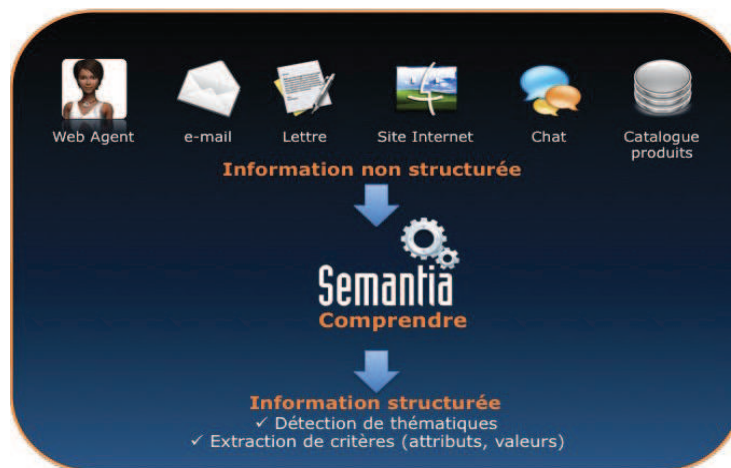 Web Agent
e-mail
Lettre
Site Internet
Chat
Catalogue
produits
Information non structurée
Semantia
Comprendre
Information structurée
✓ Détection de thématiques
✓ Extraction de critères (attributs, valeurs)